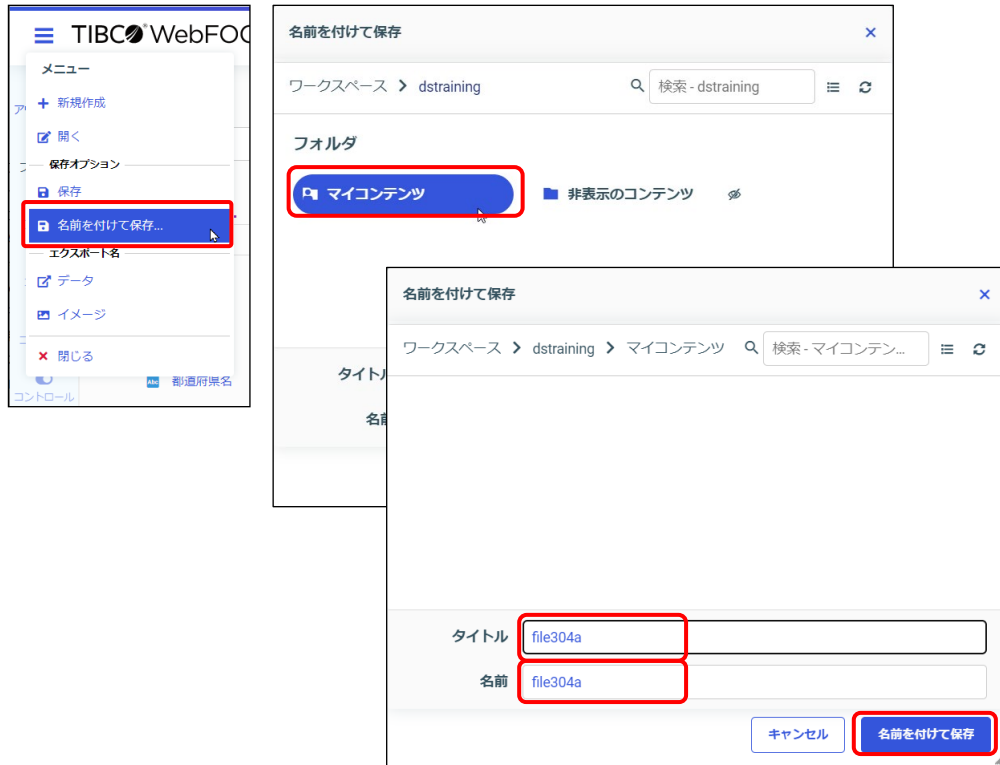 TIBCO® WebFOC
メニュー
新規作成
開く
保存オプション
保存
名前を付けて保存...
エクスポート名
データ
イメージ
閉じる
Abc 都道府県名
コントロール
名前を付けて保存
ワークスペース > dstraining
検索 - dstraining
フォルダ
マイコンテンツ
非表示のコンテンツ
タイトル
名前
名前を付けて保存
ワークスペース > dstraining > マイコンテンツ
検索 - マイコンテン...
タイトル file304a
名前 file304a
キャンセル
名前を付けて保存